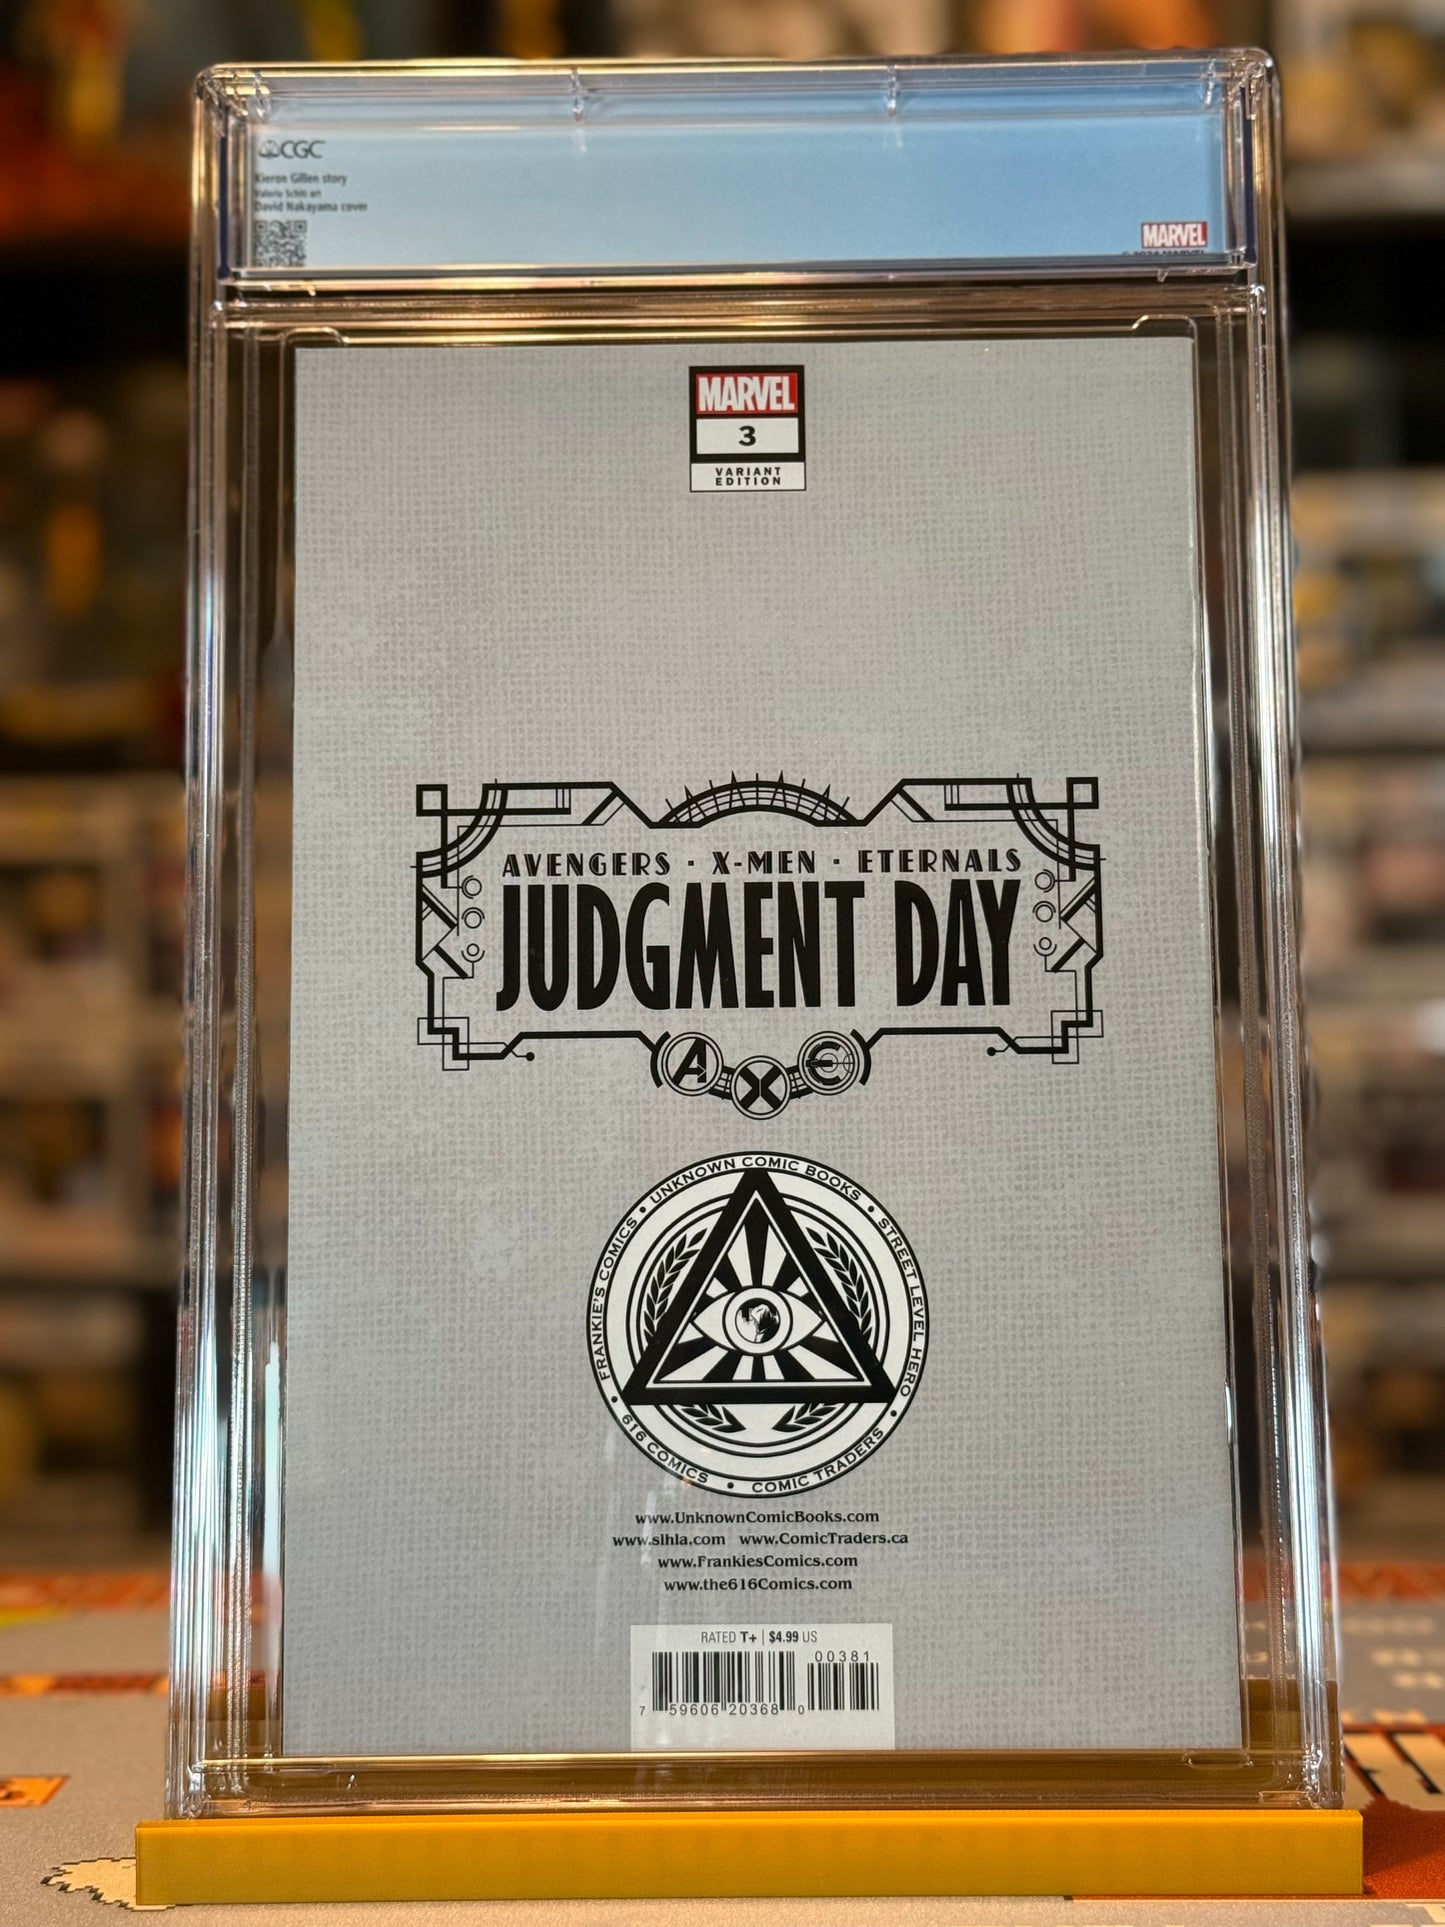 CGC
Kieron Gillen story
Valerio Schiti art
David Nakayama cover
MARVEL
MARVEL
3
VARIANT
EDITION
AVENGERS · X-MEN · ETERNALS
JUDGMENT DAY
A X E
UNKNOWN COMIC BOOKS • STREET LEVEL HERO • COMIC TRADERS • 616 COMICS • FRANKIE'S COMICS •
www.UnknownComicBooks.com
www.slhla.com www.ComicTraders.ca
www.FrankiesComics.com
www.the616Comics.com
RATED T+ | $4.99 US
00381
7 59606 20368 0